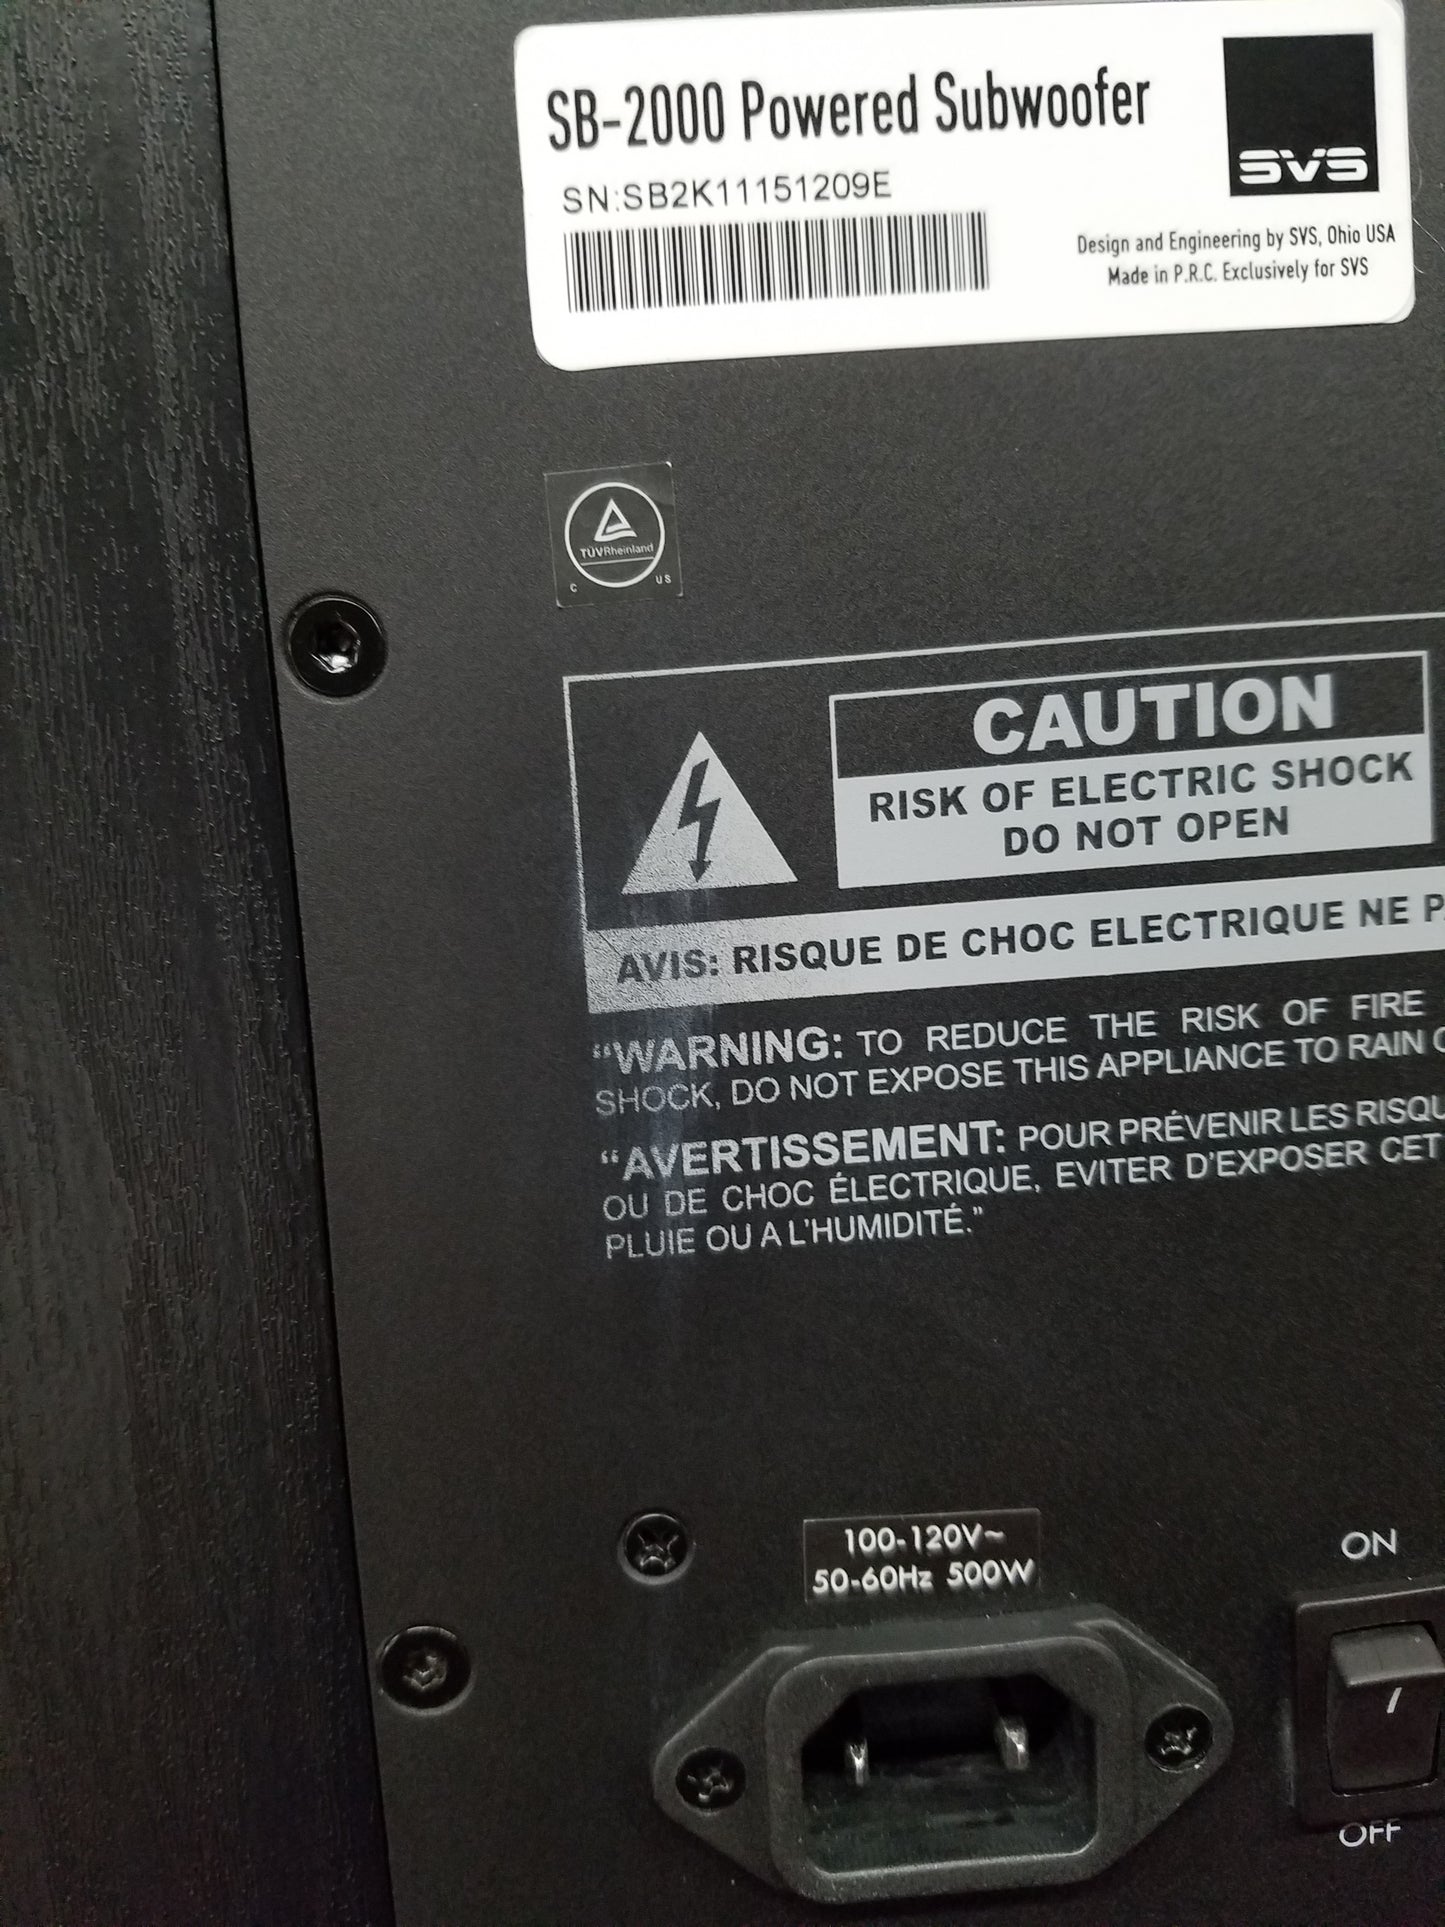 SB-2000 Powered Subwoofer
SVS
SN:SB2K11151209E
Design and Engineering by SVS, Ohio USA
Made in P.R.C. Exclusively for SVS
TÜVRheinland
C US
CAUTION
RISK OF ELECTRIC SHOCK
DO NOT OPEN
AVIS: RISQUE DE CHOC ELECTRIQUE NE P
“WARNING: TO REDUCE THE RISK OF FIRE
SHOCK, DO NOT EXPOSE THIS APPLIANCE TO RAIN
“AVERTISSEMENT: POUR PRÉVENIR LES RISQU
OU DE CHOC ÉLECTRIQUE, EVITER D'EXPOSER CET
PLUIE OU A L'HUMIDITÉ.”
100-120V~
50-60Hz 500W
ON
OFF